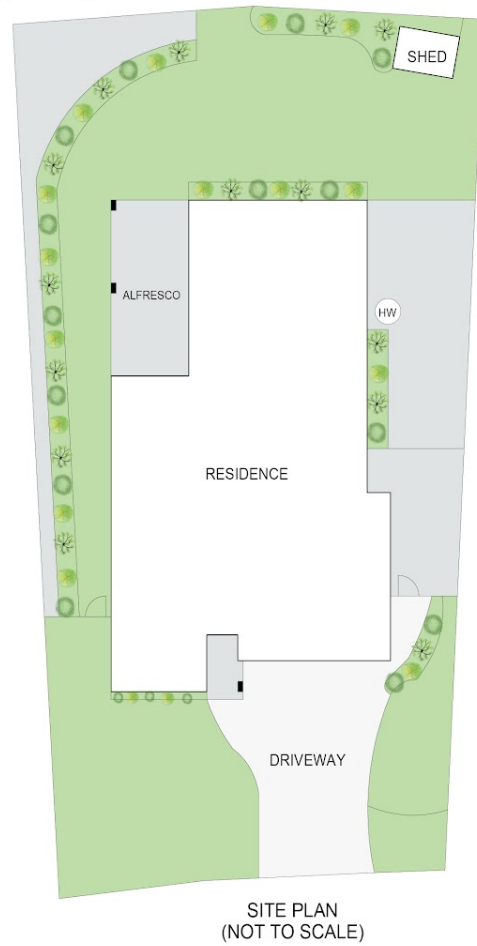 SHED
ALFRESCO
HW
RESIDENCE
DRIVEWAY
SITE PLAN
(NOT TO SCALE)